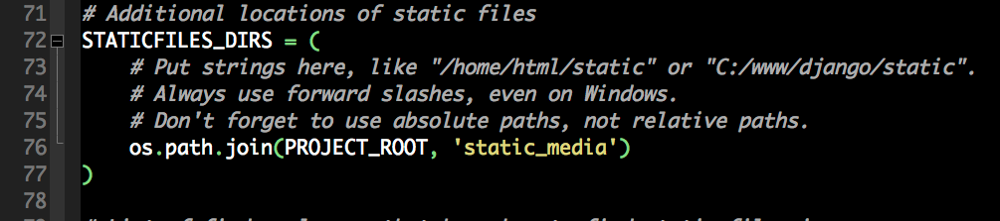 71 # Additional locations of static files
72 STATICFILES_DIRS = (
73 # Put strings here, like "/home/html/static" or "C:/www/django/static".
74 # Always use forward slashes, even on Windows.
75 # Don't forget to use absolute paths, not relative paths.
76 os.path.join(PROJECT_ROOT, 'static_media')
77 )
78